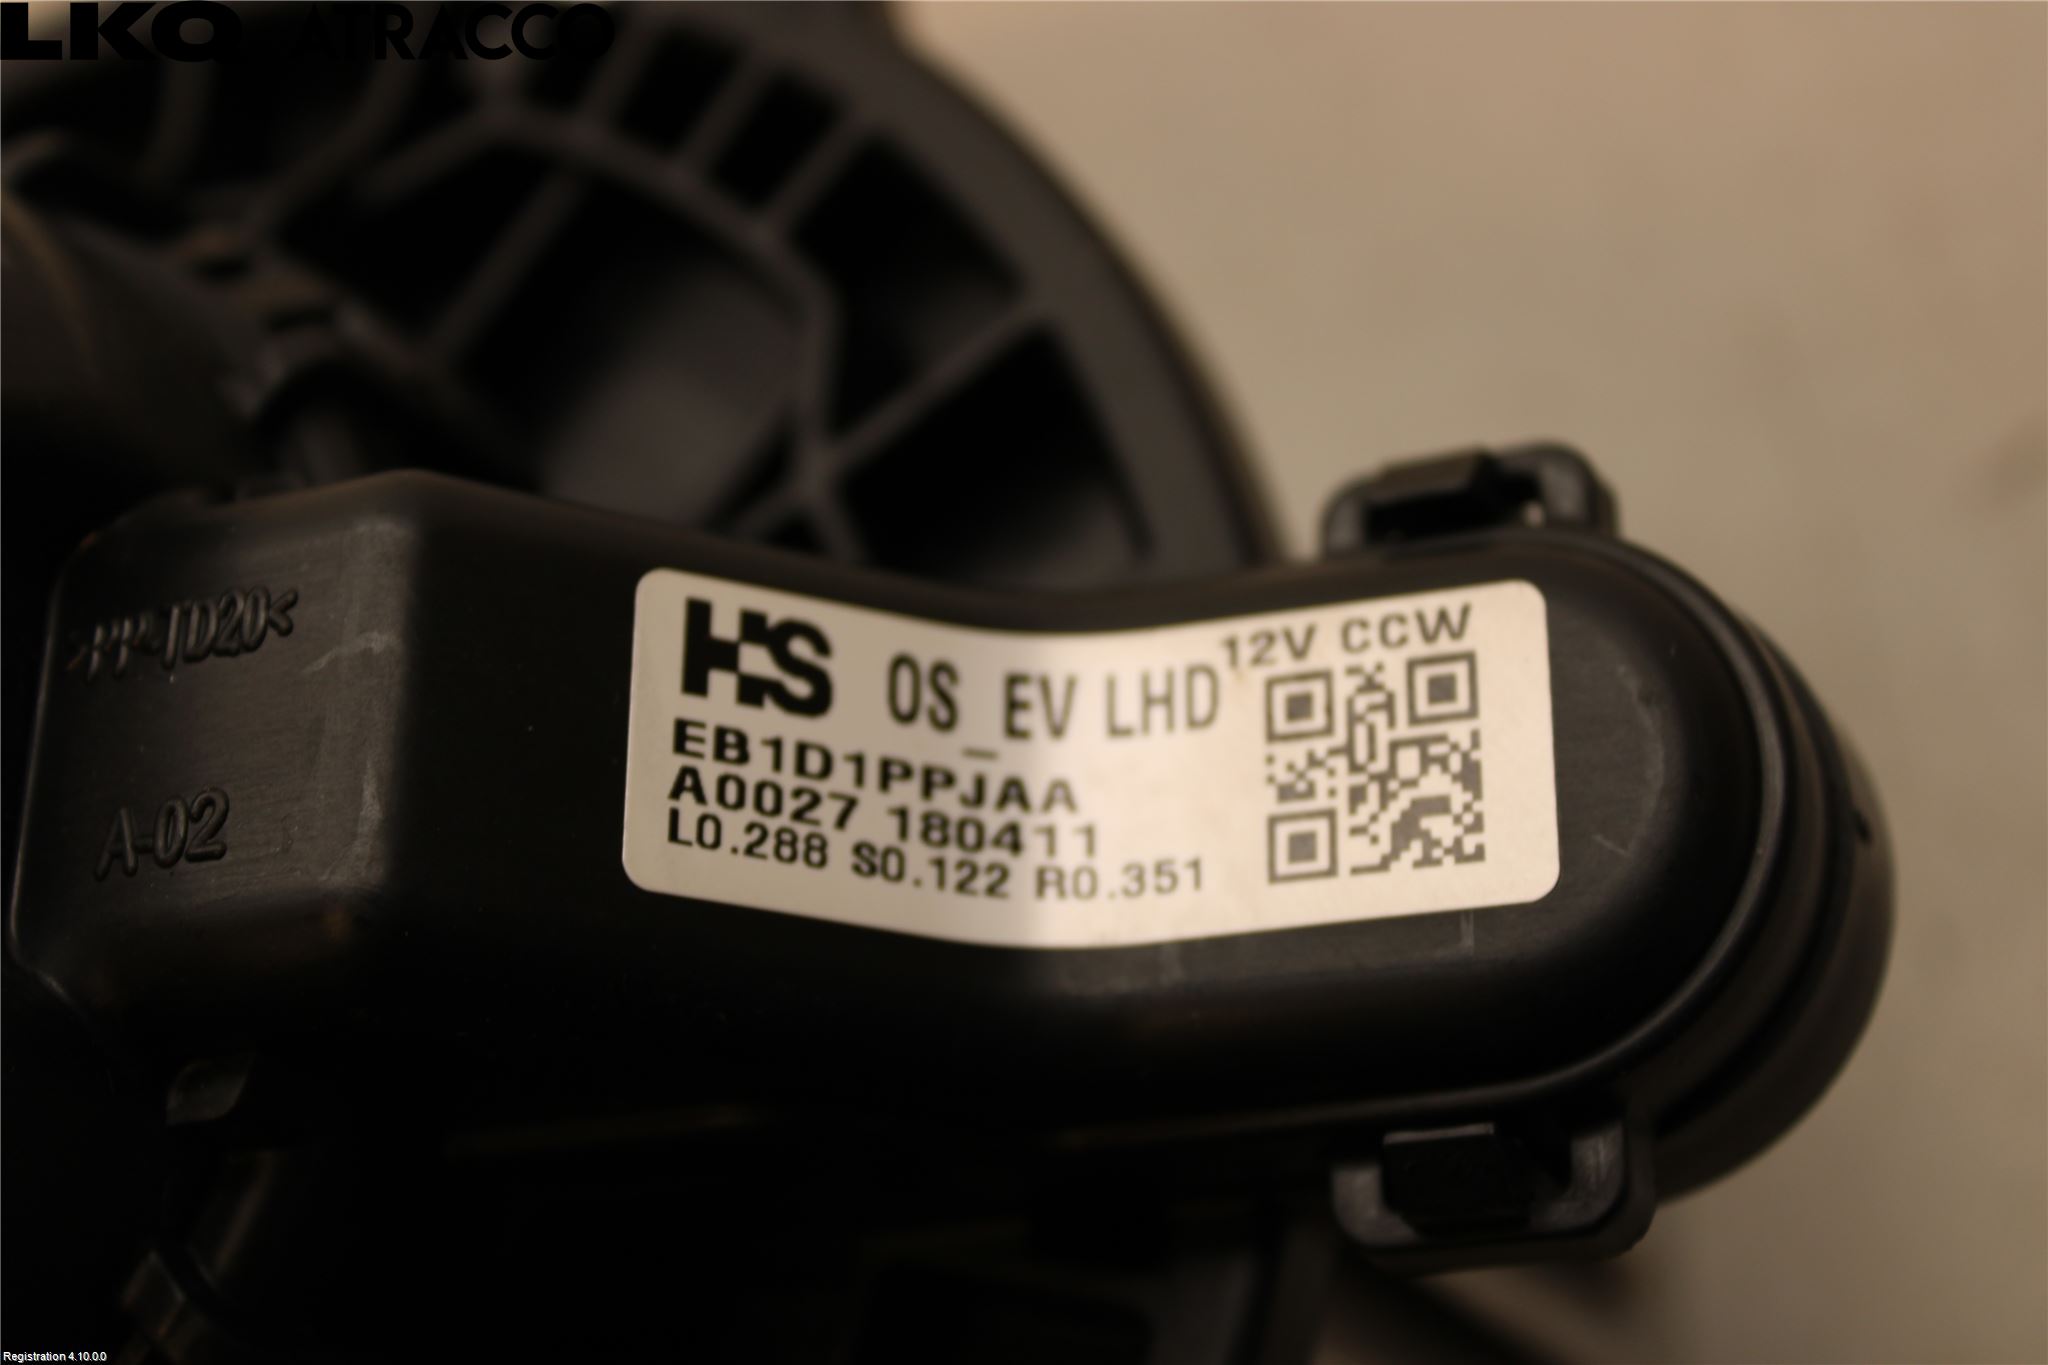 LKQ ATRACCO
>PP-TD20<
A-02
HS OS_EV LHD 12V CCW
EB1D1PPJAA
A0027 180411
L0.288 S0.122 R0.351
Registration 4.10.0.0